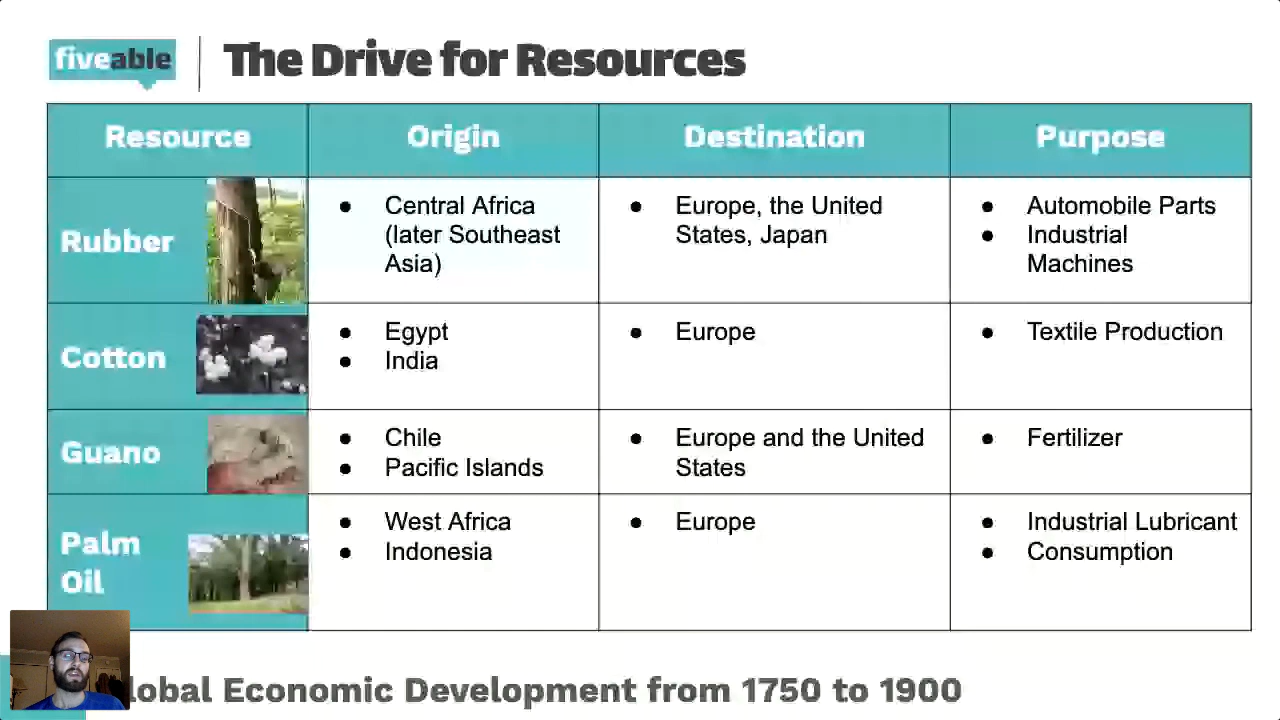 fiveable
The Drive for Resources
Resource
Origin
Destination
Purpose
Rubber
● Central Africa
(later Southeast
Asia)
● Europe, the United
States, Japan
● Automobile Parts
● Industrial
Machines
Cotton
● Egypt
● India
● Europe
● Textile Production
Guano
● Chile
● Pacific Islands
● Europe and the United
States
● Fertilizer
Palm
Oil
● West Africa
● Indonesia
● Europe
● Industrial Lubricant
● Consumption
lobal Economic Development from 1750 to 1900